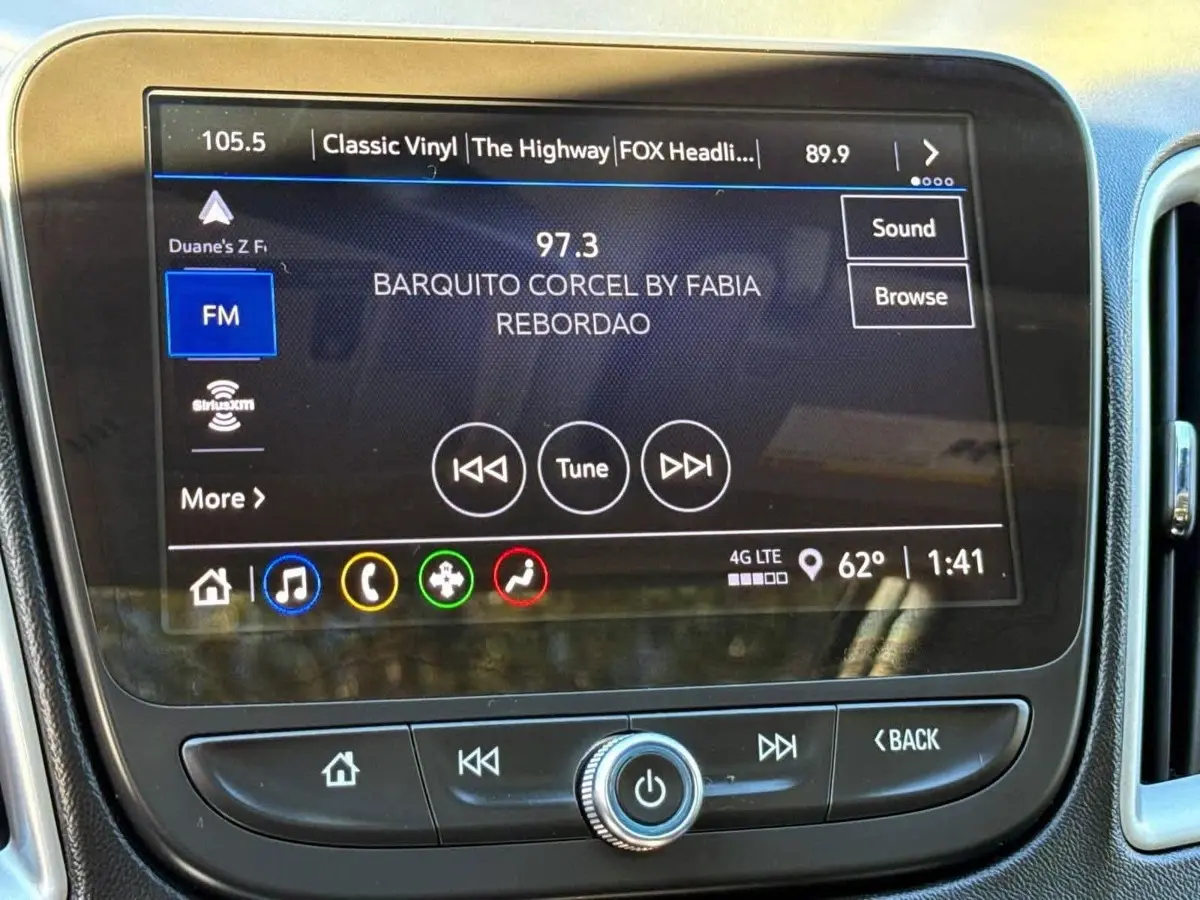 105.5 Classic Vinyl The Highway FOX Headli... 89.9
Duane's Z F
FM
SiriusXM
More
97.3
BARQUITO CORCEL BY FABIA
REBORDAO
Sound
Browse
Tune
4G LTE
62° 1:41
BACK